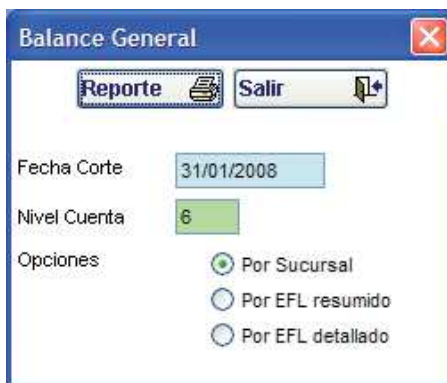 Balance General
Reporte Salir
Fecha Corte 31/01/2008
Nivel Cuenta 6
Opciones Por Sucursal
Por EFL resumido
Por EFL detallado